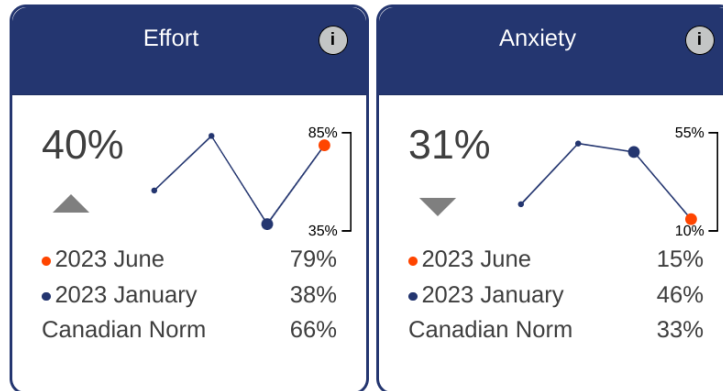 Effort
i
40%
85%
35%
2023 June 79%
2023 January 38%
Canadian Norm 66%
Anxiety
i
31%
55%
10%
2023 June 15%
2023 January 46%
Canadian Norm 33%